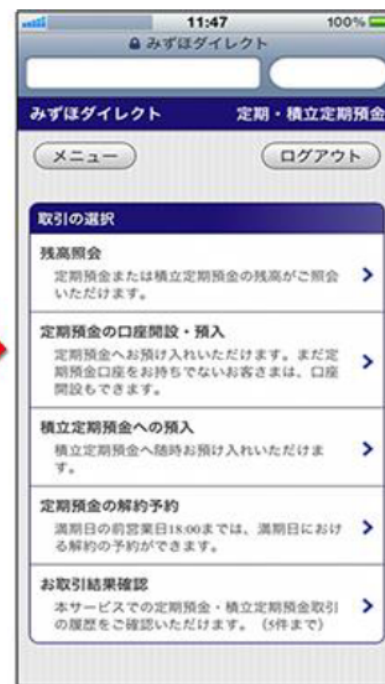 11:47 100%
みずほダイレクト
みずほダイレクト 定期・積立定期預金
メニュー ログアウト
取引の選択
残高照会
定期預金または積立定期預金の残高がご照会
いただけます。
定期預金の口座開設・預入
定期預金へお預け入れいただけます。まだ定
期預金口座をお持ちでないお客さまは、口座
開設もできます。
積立定期預金への預入
積立定期預金へ随時お預け入れいただけま
す。
定期預金の解約予約
満期日の前営業日18:00までは、満期日におけ
る解約の予約ができます。
お取引結果確認
本サービスでの定期預金・積立定期預金取引
の履歴をご確認いただけます。（5件まで）